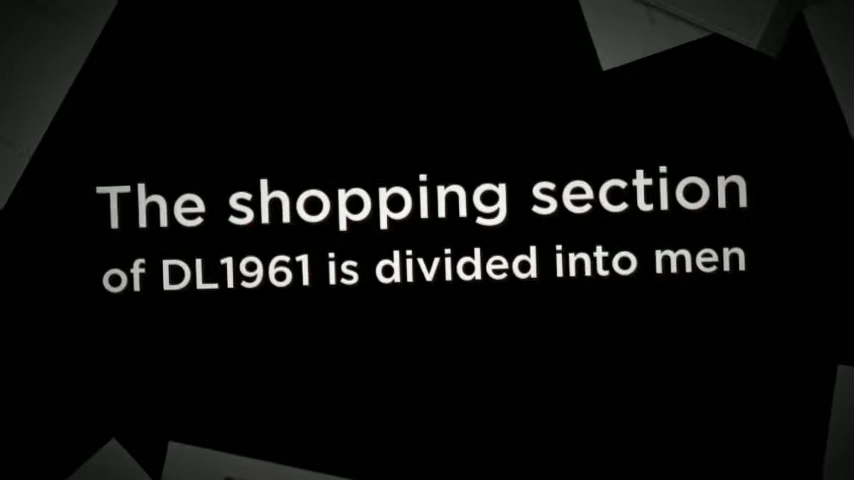 The shopping section
of DL1961 is divided into men